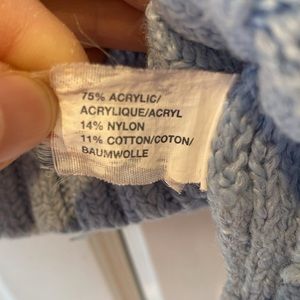 75% ACRYLIC/
ACRYLIQUE/ACRYL
14% NYLON
11% COTTON/COTON/
BAUMWOLLE